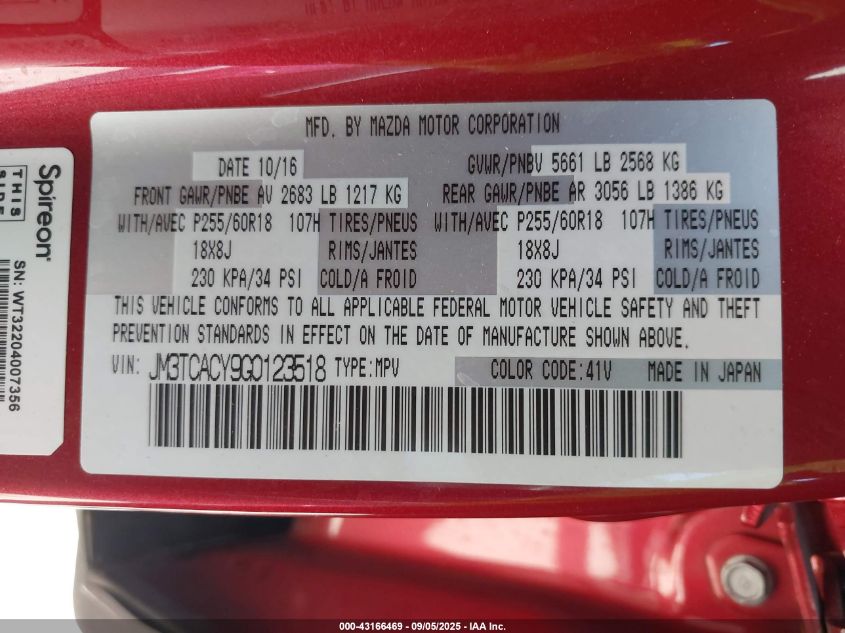 MFD. BY MAZDA MOTOR CORPORATION
DATE 10/16 GVWR/PNBV 5661 LB 2568 KG
FRONT GAWR/PNBE AV 2683 LB 1217 KG REAR GAWR/PNBE AR 3056 LB 1386 KG
WITH/AVEC P255/60R18 107H TIRES/PNEUS WITH/AVEC P255/60R18 107H TIRES/PNEUS
18X8J RIMS/JANTES 18X8J RIMS/JANTES
230 KPA/34 PSI COLD/A FROID 230 KPA/34 PSI COLD/A FROID
THIS VEHICLE CONFORMS TO ALL APPLICABLE FEDERAL MOTOR VEHICLE SAFETY AND THEFT
PREVENTION STANDARDS IN EFFECT ON THE DATE OF MANUFACTURE SHOWN ABOVE.
VIN: JM3TCACY9G0123518 TYPE:MPV COLOR CODE:41V MADE IN JAPAN
THIS
SIDE
Spireon
SN: WT32204007356
000-43166469 - 09/05/2025 - IAA Inc.